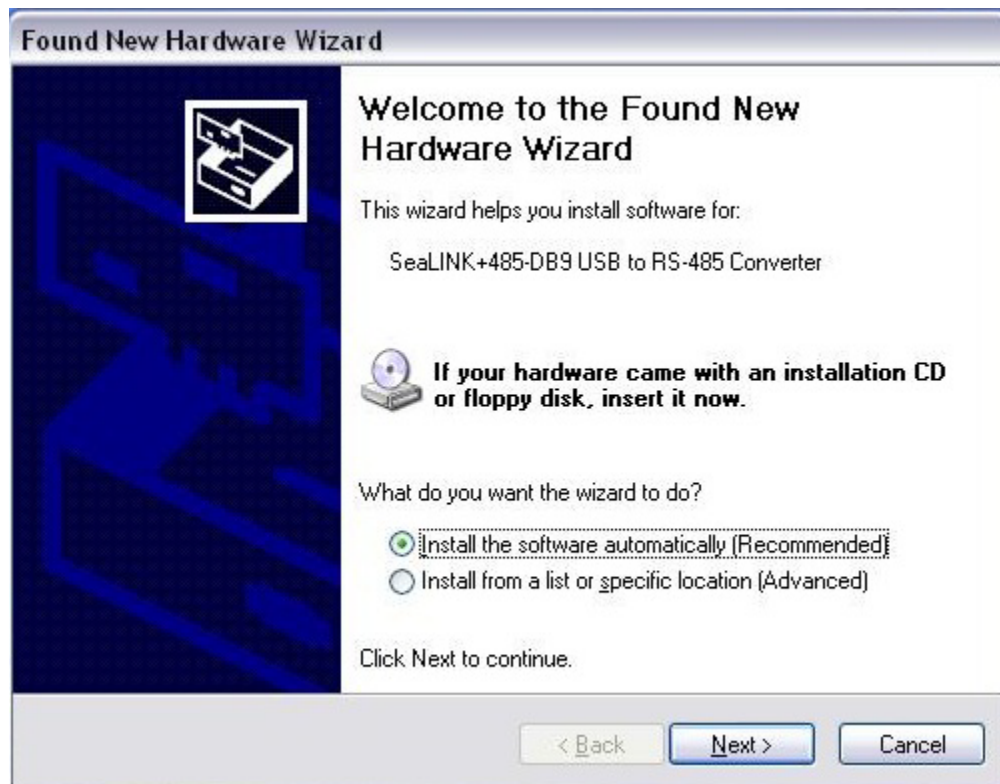 Found New Hardware Wizard
Welcome to the Found New
Hardware Wizard
This wizard helps you install software for:
SeaLINK+485-DB9 USB to RS-485 Converter
If your hardware came with an installation CD
or floppy disk, insert it now.
What do you want the wizard to do?
Install the software automatically (Recommended)
Install from a list or specific location (Advanced)
Click Next to continue.
< Back Next > Cancel